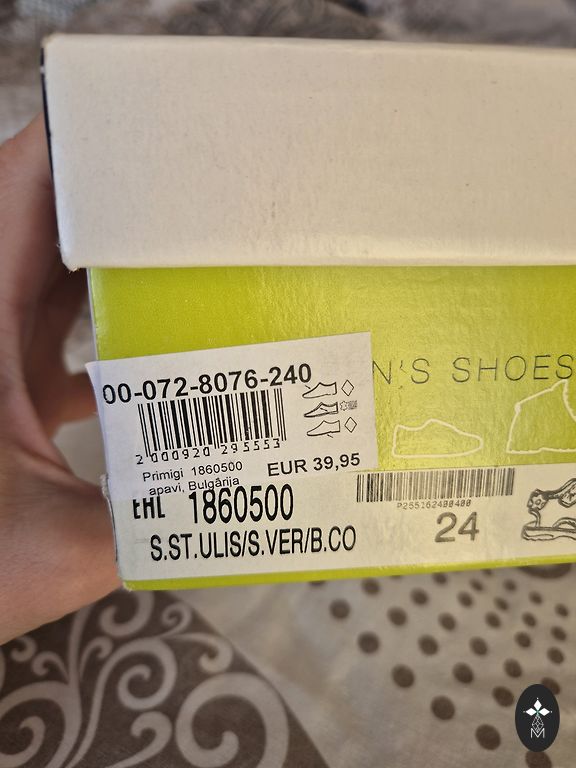 N'S SHOES
00-072-8076-240
2 000920 295553
Primigi 1860500
apavi, Bulgārija
EUR 39,95
EHL 1860500
P255162400400
24
S.ST.ULIS/S.VER/B.CO
M